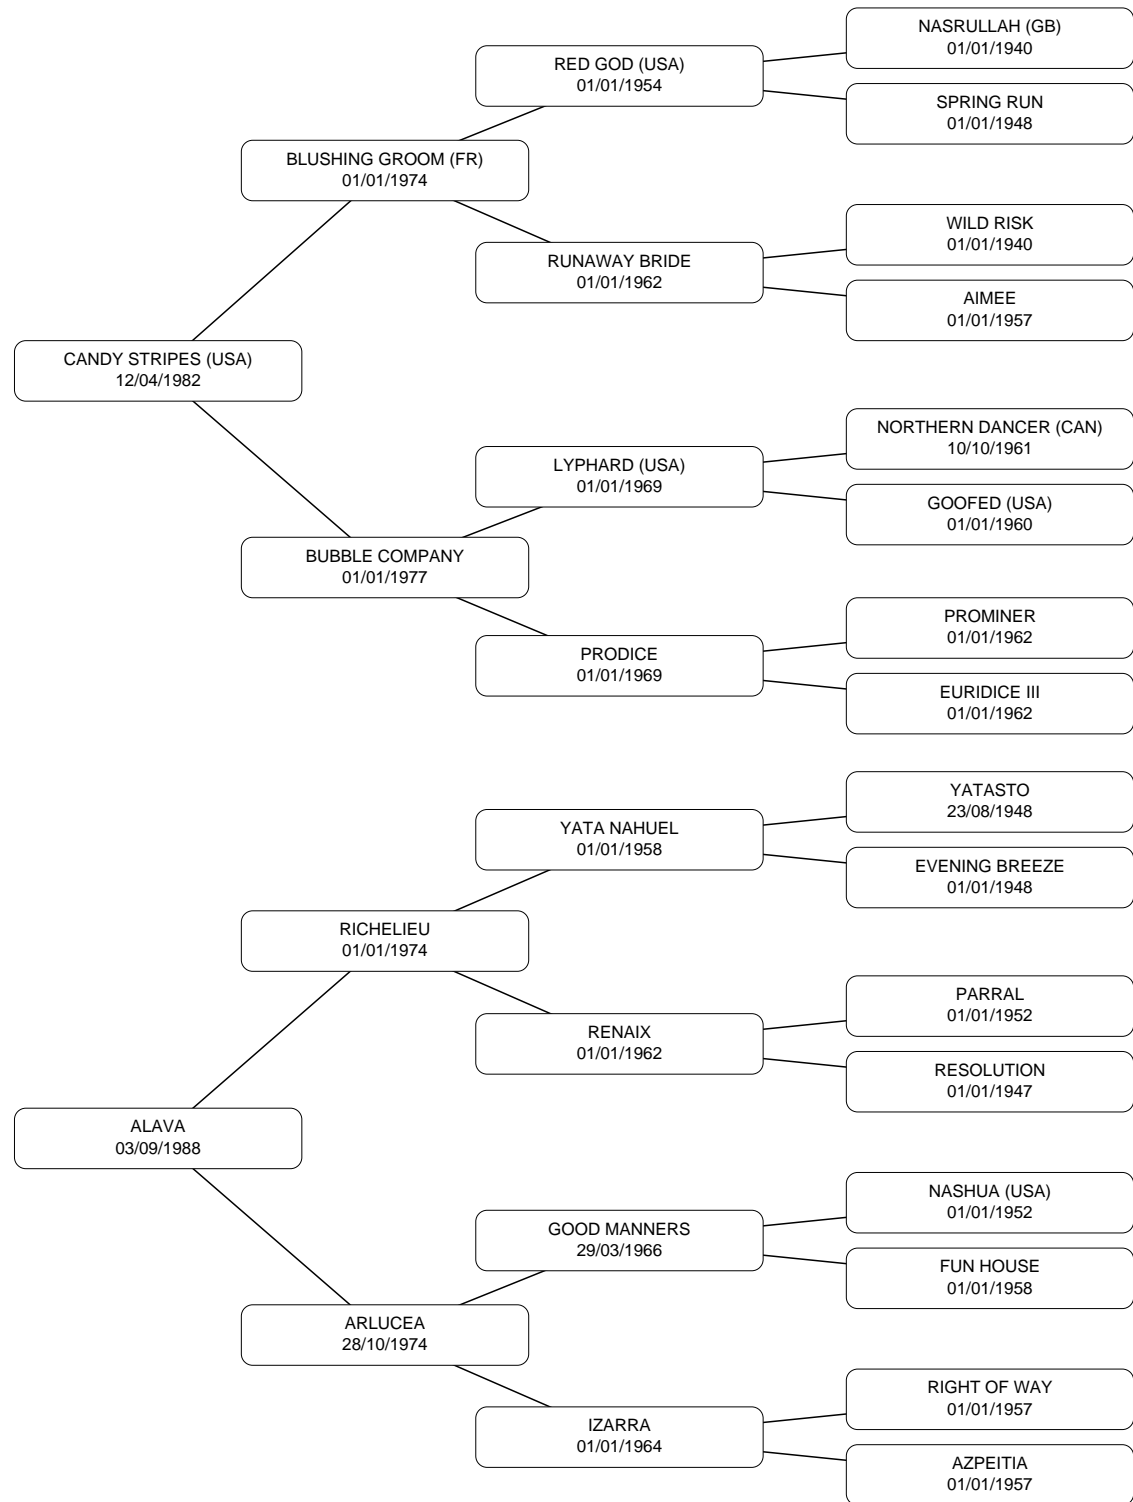 NASRULLAH (GB)
01/01/1940
RED GOD (USA)
01/01/1954
SPRING RUN
01/01/1948
BLUSHING GROOM (FR)
01/01/1974
WILD RISK
01/01/1940
RUNAWAY BRIDE
01/01/1962
AIMEE
01/01/1957
CANDY STRIPES (USA)
12/04/1982
NORTHERN DANCER (CAN)
10/10/1961
LYPHARD (USA)
01/01/1969
GOOFED (USA)
01/01/1960
BUBBLE COMPANY
01/01/1977
PROMINER
01/01/1962
PRODICE
01/01/1969
EURIDICE III
01/01/1962
YATASTO
23/08/1948
YATA NAHUEL
01/01/1958
EVENING BREEZE
01/01/1948
RICHELIEU
01/01/1974
PARRAL
01/01/1952
RENAIX
01/01/1962
RESOLUTION
01/01/1947
ALAVA
03/09/1988
NASHUA (USA)
01/01/1952
GOOD MANNERS
29/03/1966
FUN HOUSE
01/01/1958
ARLUCEA
28/10/1974
RIGHT OF WAY
01/01/1957
IZARRA
01/01/1964
AZPEITIA
01/01/1957